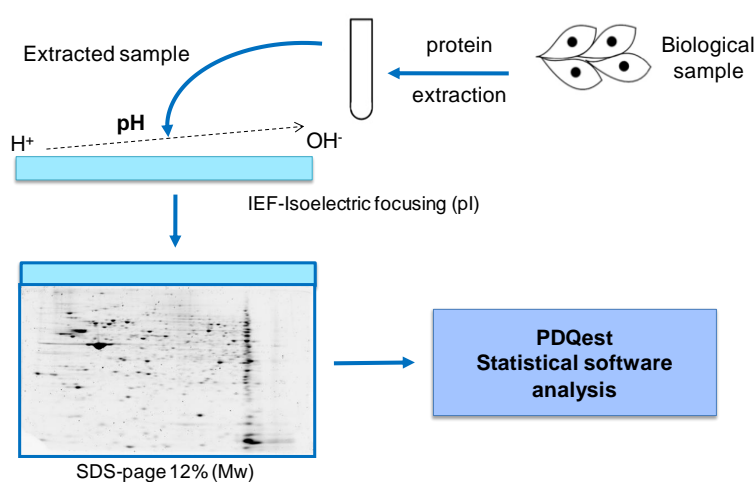 Extracted sample
protein
extraction
Biological
sample
pH
H⁺
OH⁻
IEF-Isoelectric focusing (pI)
PDQest
Statistical software
analysis
SDS-page 12% (Mw)